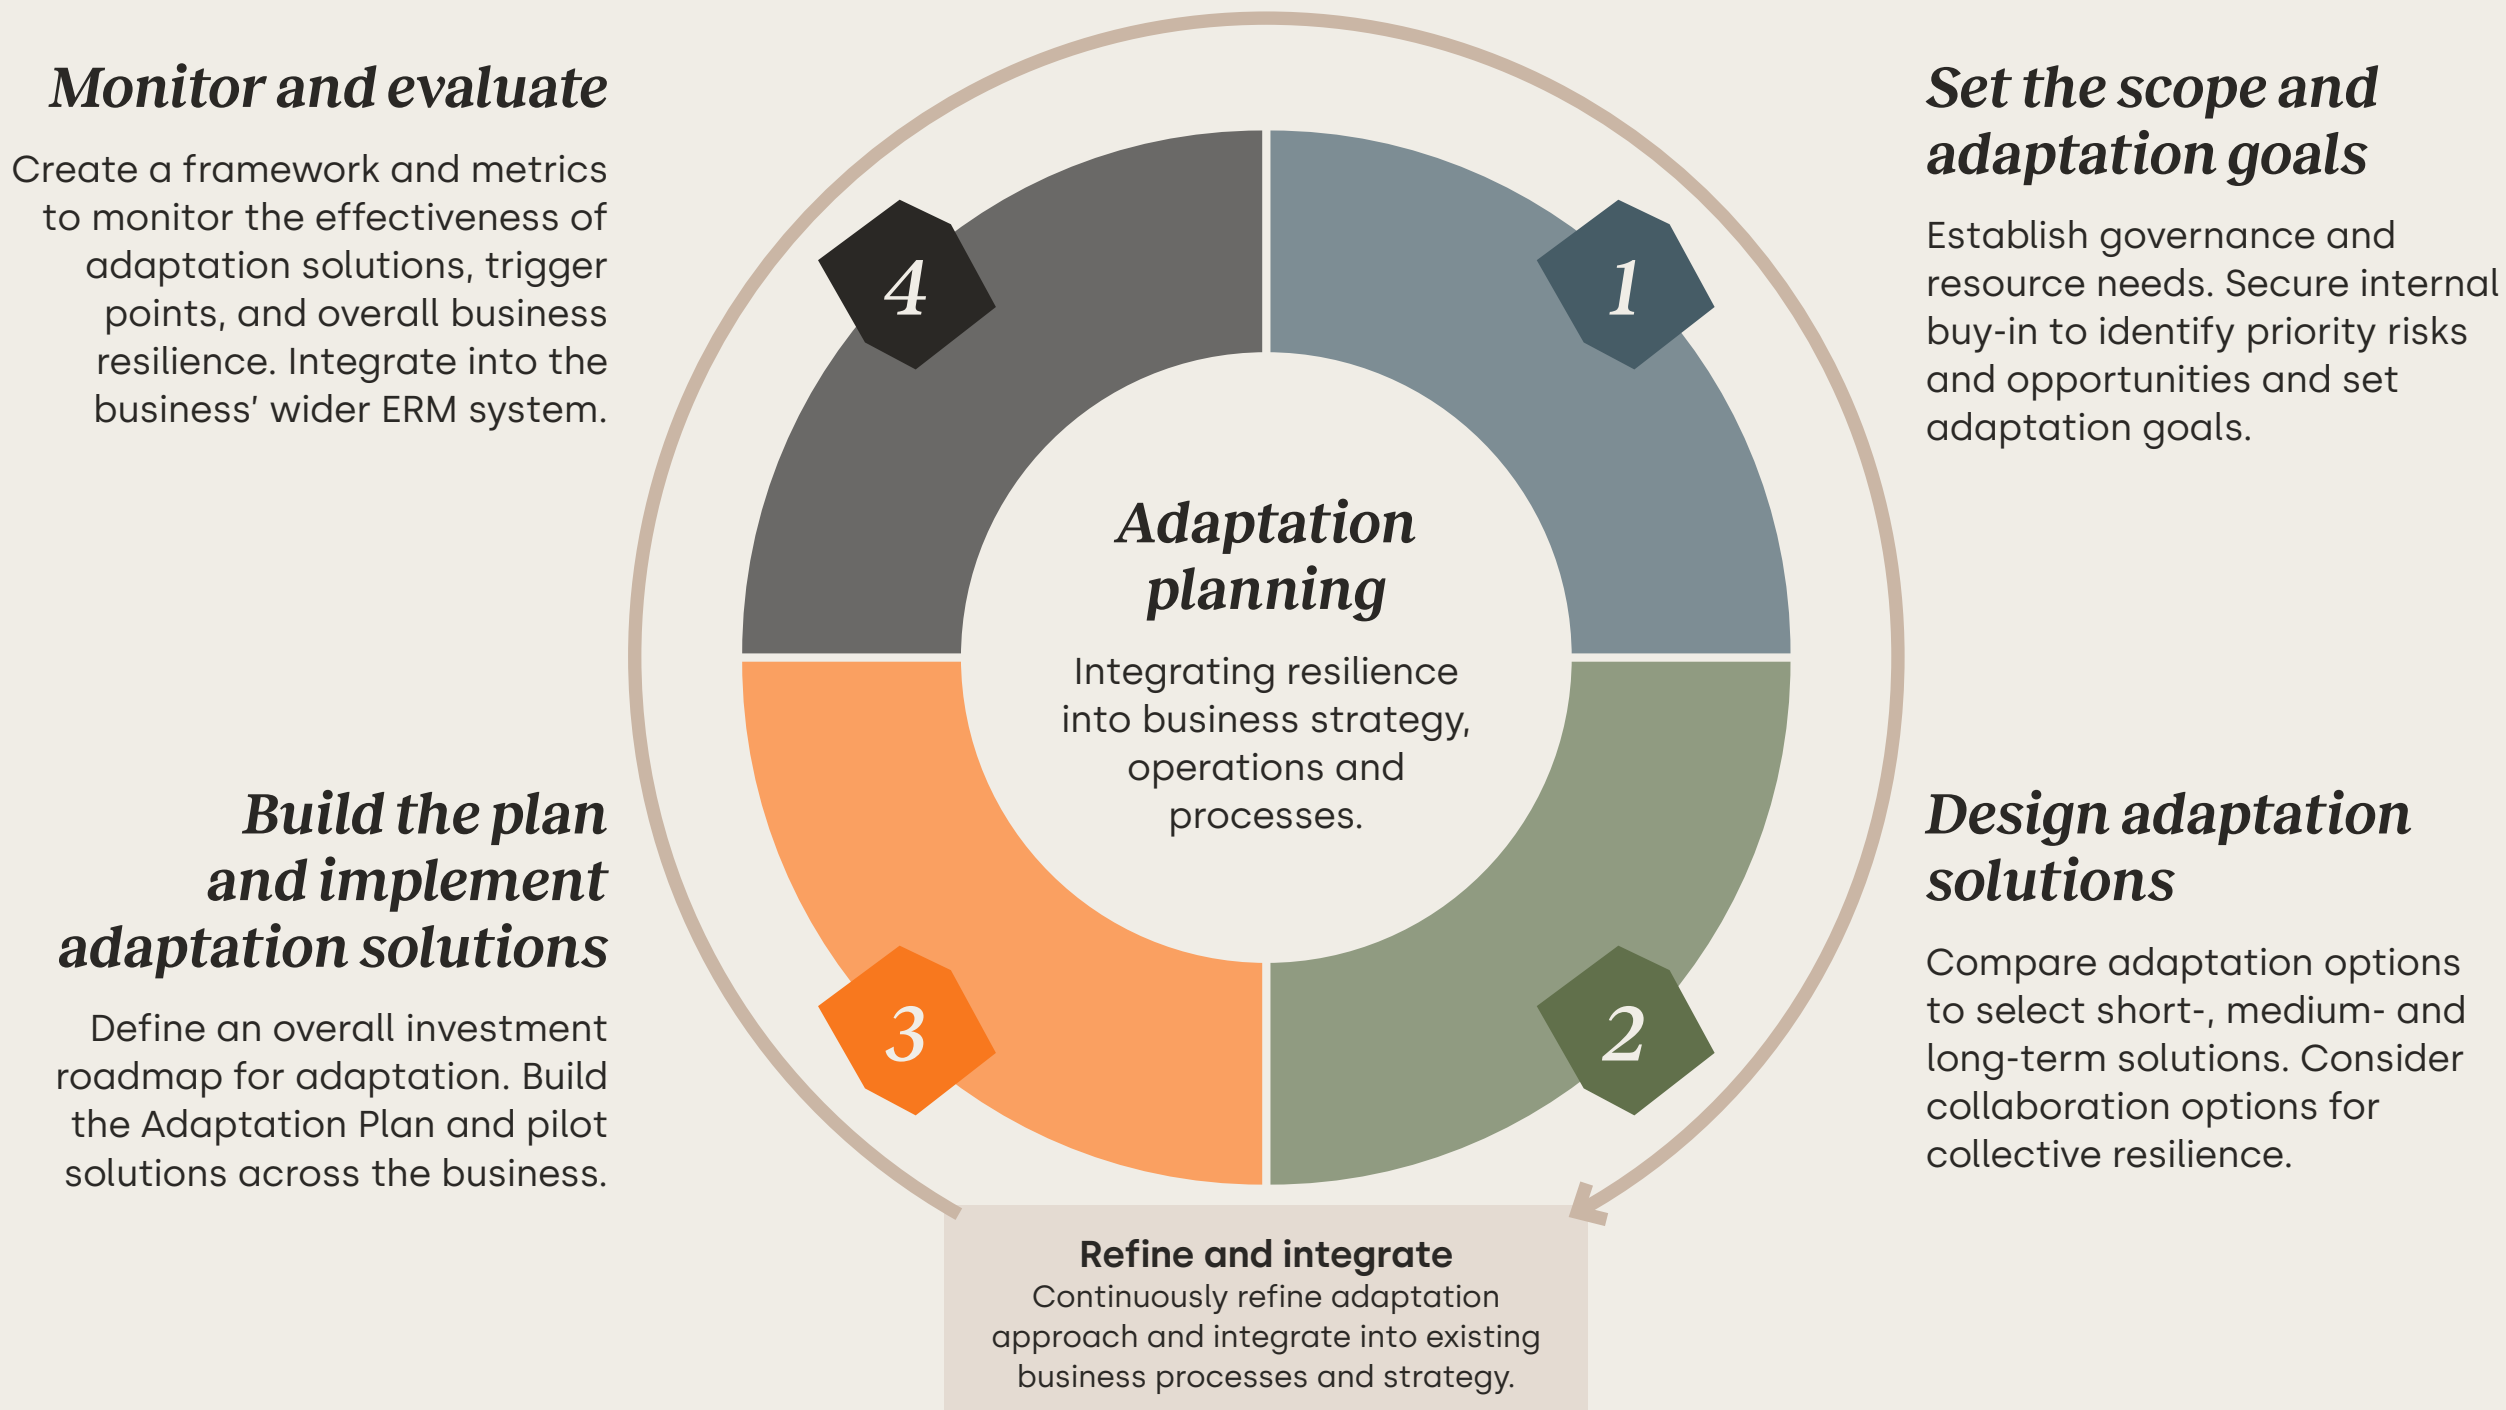 Adaptation
planning
Integrating resilience
into business strategy,
operations and
processes.
1
Set the scope and
adaptation goals
Establish governance and
resource needs. Secure internal
buy-in to identify priority risks
and opportunities and set
adaptation goals.
2
Design adaptation
solutions
Compare adaptation options
to select short-, medium- and
long-term solutions. Consider
collaboration options for
collective resilience.
3
Build the plan
and implement
adaptation solutions
Define an overall investment
roadmap for adaptation. Build
the Adaptation Plan and pilot
solutions across the business.
4
Monitor and evaluate
Create a framework and metrics
to monitor the effectiveness of
adaptation solutions, trigger
points, and overall business
resilience. Integrate into the
business’ wider ERM system.
Refine and integrate
Continuously refine adaptation
approach and integrate into existing
business processes and strategy.